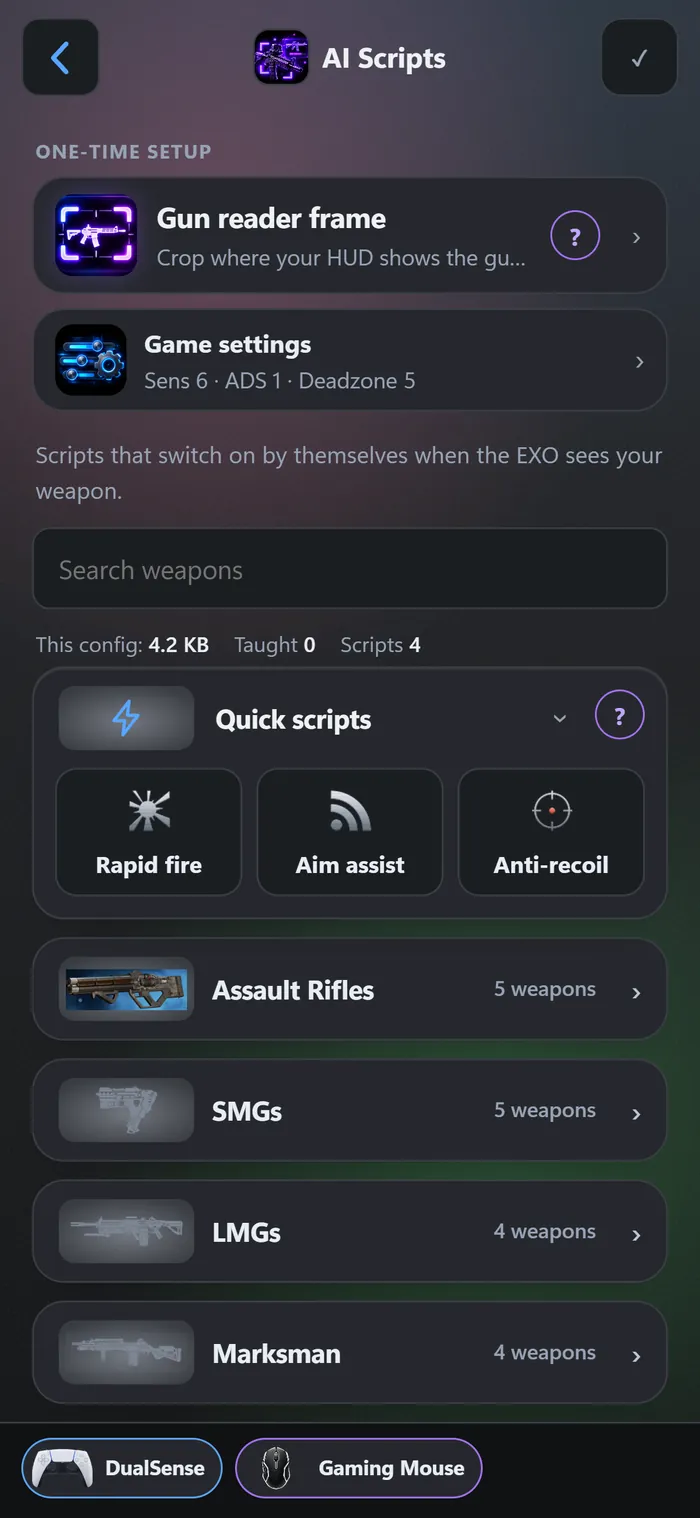 AI Scripts
✓
ONE-TIME SETUP
Gun reader frame
Crop where your HUD shows the gu...
?
Game settings
Sens 6 · ADS 1 · Deadzone 5
Scripts that switch on by themselves when the EXO sees your
weapon.
Search weapons
This config: 4.2 KB Taught 0 Scripts 4
Quick scripts
?
Rapid fire
Aim assist
Anti-recoil
Assault Rifles
5 weapons
SMGs
5 weapons
LMGs
4 weapons
Marksman
4 weapons
DualSense
Gaming Mouse